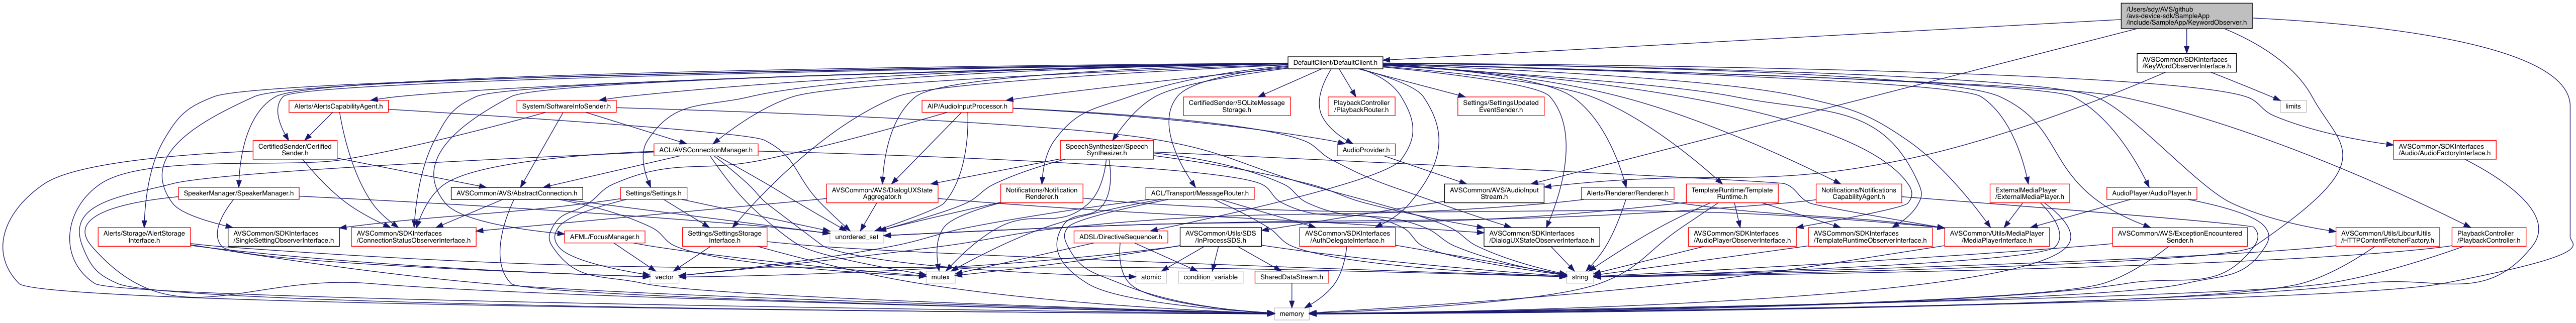 /Users/sdy/AVS/github
/avs-device-sdk/SampleApp
/include/SampleApp/KeywordObserver.h
DefaultClient/DefaultClient.h
AVSCommon/SDKInterfaces
/KeyWordObserverInterface.h
Alerts/AlertsCapabilityAgent.h
System/SoftwareInfoSender.h
AIP/AudioInputProcessor.h
CertifiedSender/SQLiteMessage
Storage.h
PlaybackController
/PlaybackRouter.h
Settings/SettingsUpdated
EventSender.h
limits
CertifiedSender/Certified
Sender.h
ACL/AVSConnectionManager.h
SpeechSynthesizer/Speech
Synthesizer.h
AudioProvider.h
AVSCommon/SDKInterfaces
/Audio/AudioFactoryInterface.h
SpeakerManager/SpeakerManager.h
AVSCommon/AVS/AbstractConnection.h
Settings/Settings.h
AVSCommon/AVS/DialogUXState
Aggregator.h
Notifications/Notification
Renderer.h
ACL/Transport/MessageRouter.h
AVSCommon/AVS/AudioInput
Stream.h
Alerts/Renderer/Renderer.h
TemplateRuntime/Template
Runtime.h
Notifications/Notifications
CapabilityAgent.h
ExternalMediaPlayer
/ExternalMediaPlayer.h
AudioPlayer/AudioPlayer.h
Alerts/Storage/AlertStorage
Interface.h
AVSCommon/SDKInterfaces
/SingleSettingObserverInterface.h
AVSCommon/SDKInterfaces
/ConnectionStatusObserverInterface.h
AFML/FocusManager.h
Settings/SettingsStorage
Interface.h
unordered_set
ADSL/DirectiveSequencer.h
AVSCommon/Utils/SDS
/InProcessSDS.h
AVSCommon/SDKInterfaces
/AuthDelegateInterface.h
AVSCommon/SDKInterfaces
/DialogUXStateObserverInterface.h
AVSCommon/SDKInterfaces
/AudioPlayerObserverInterface.h
AVSCommon/SDKInterfaces
/TemplateRuntimeObserverInterface.h
AVSCommon/Utils/MediaPlayer
/MediaPlayerInterface.h
AVSCommon/AVS/ExceptionEncountered
Sender.h
AVSCommon/Utils/LibcurlUtils
/HTTPContentFetcherFactory.h
PlaybackController
/PlaybackController.h
vector
mutex
atomic
condition_variable
SharedDataStream.h
string
memory